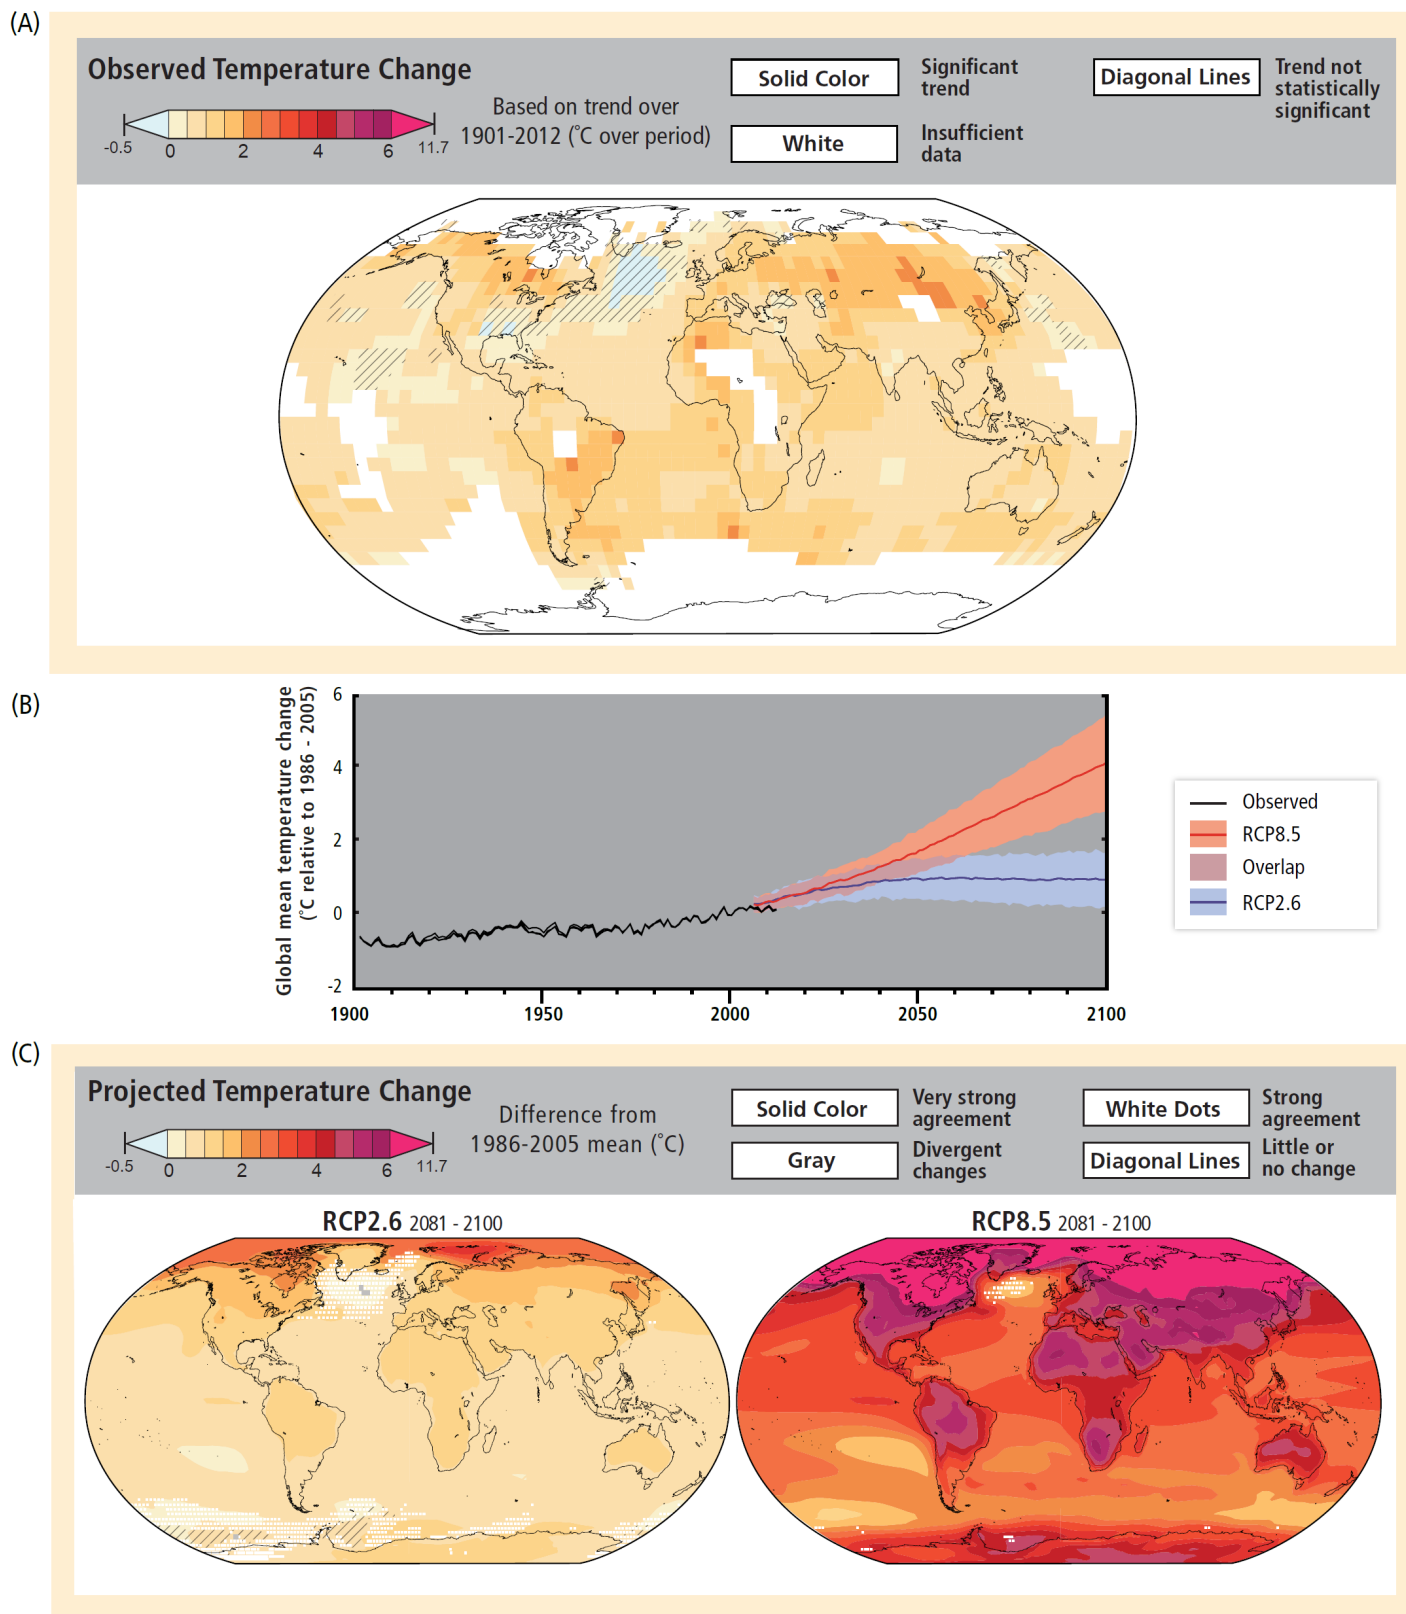 (A)
Observed Temperature Change
-0.5 0 2 4 6 11.7
Based on trend over
1901-2012 (˚C over period)
Solid Color
Significant
trend
White
Insufficient
data
Diagonal Lines
Trend not
statistically
significant
(B)
Global mean temperature change
(˚C relative to 1986 - 2005)
6
4
2
0
-2
1900 1950 2000 2050 2100
Observed
RCP8.5
Overlap
RCP2.6
(C)
Projected Temperature Change
-0.5 0 2 4 6 11.7
Difference from
1986-2005 mean (˚C)
Solid Color
Very strong
agreement
Gray
Divergent
changes
White Dots
Strong
agreement
Diagonal Lines
Little or
no change
RCP2.6 2081 - 2100
RCP8.5 2081 - 2100